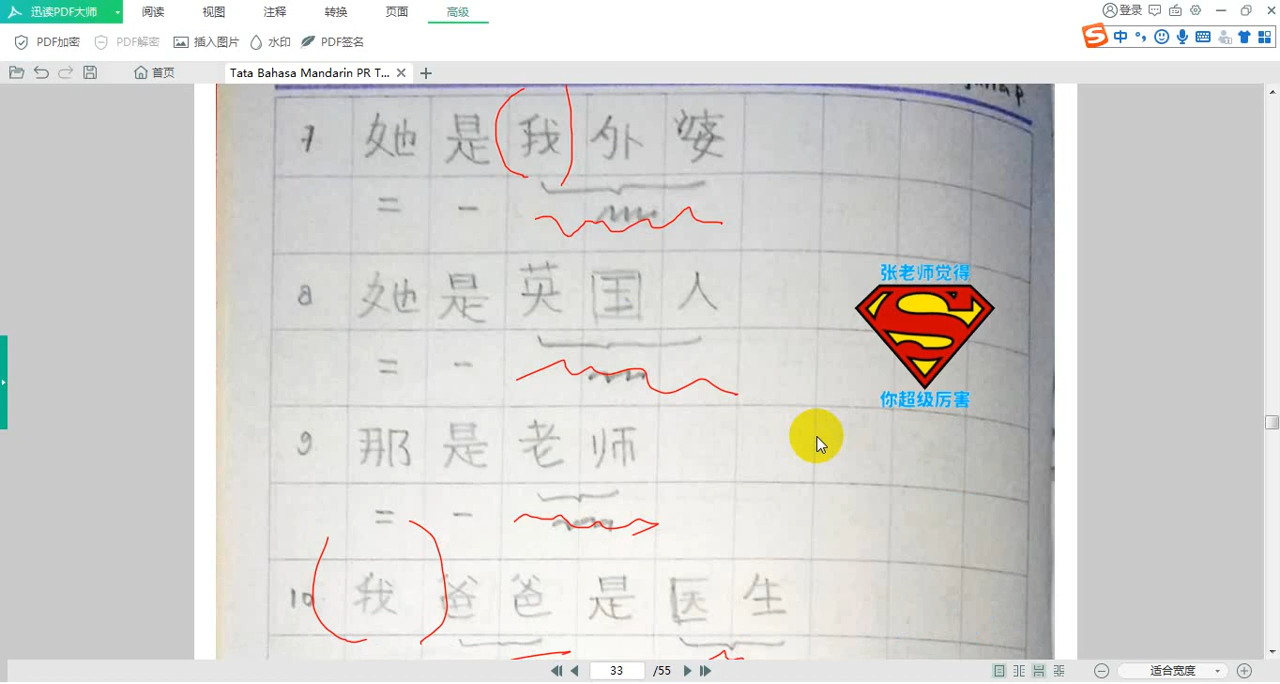 迅读PDF大师 阅读 视图 注释 转换 页面 高级 登录
PDF加密 PDF解密 插入图片 水印 PDF签名 中
首页 Tata Bahasa Mandarin PR T...
7 她是我外婆
= -
8 她是英国人
= -
张老师觉得
S
你超级厉害
9 那是老师
= -
10 我爸爸是医生
33 /55 适合宽度